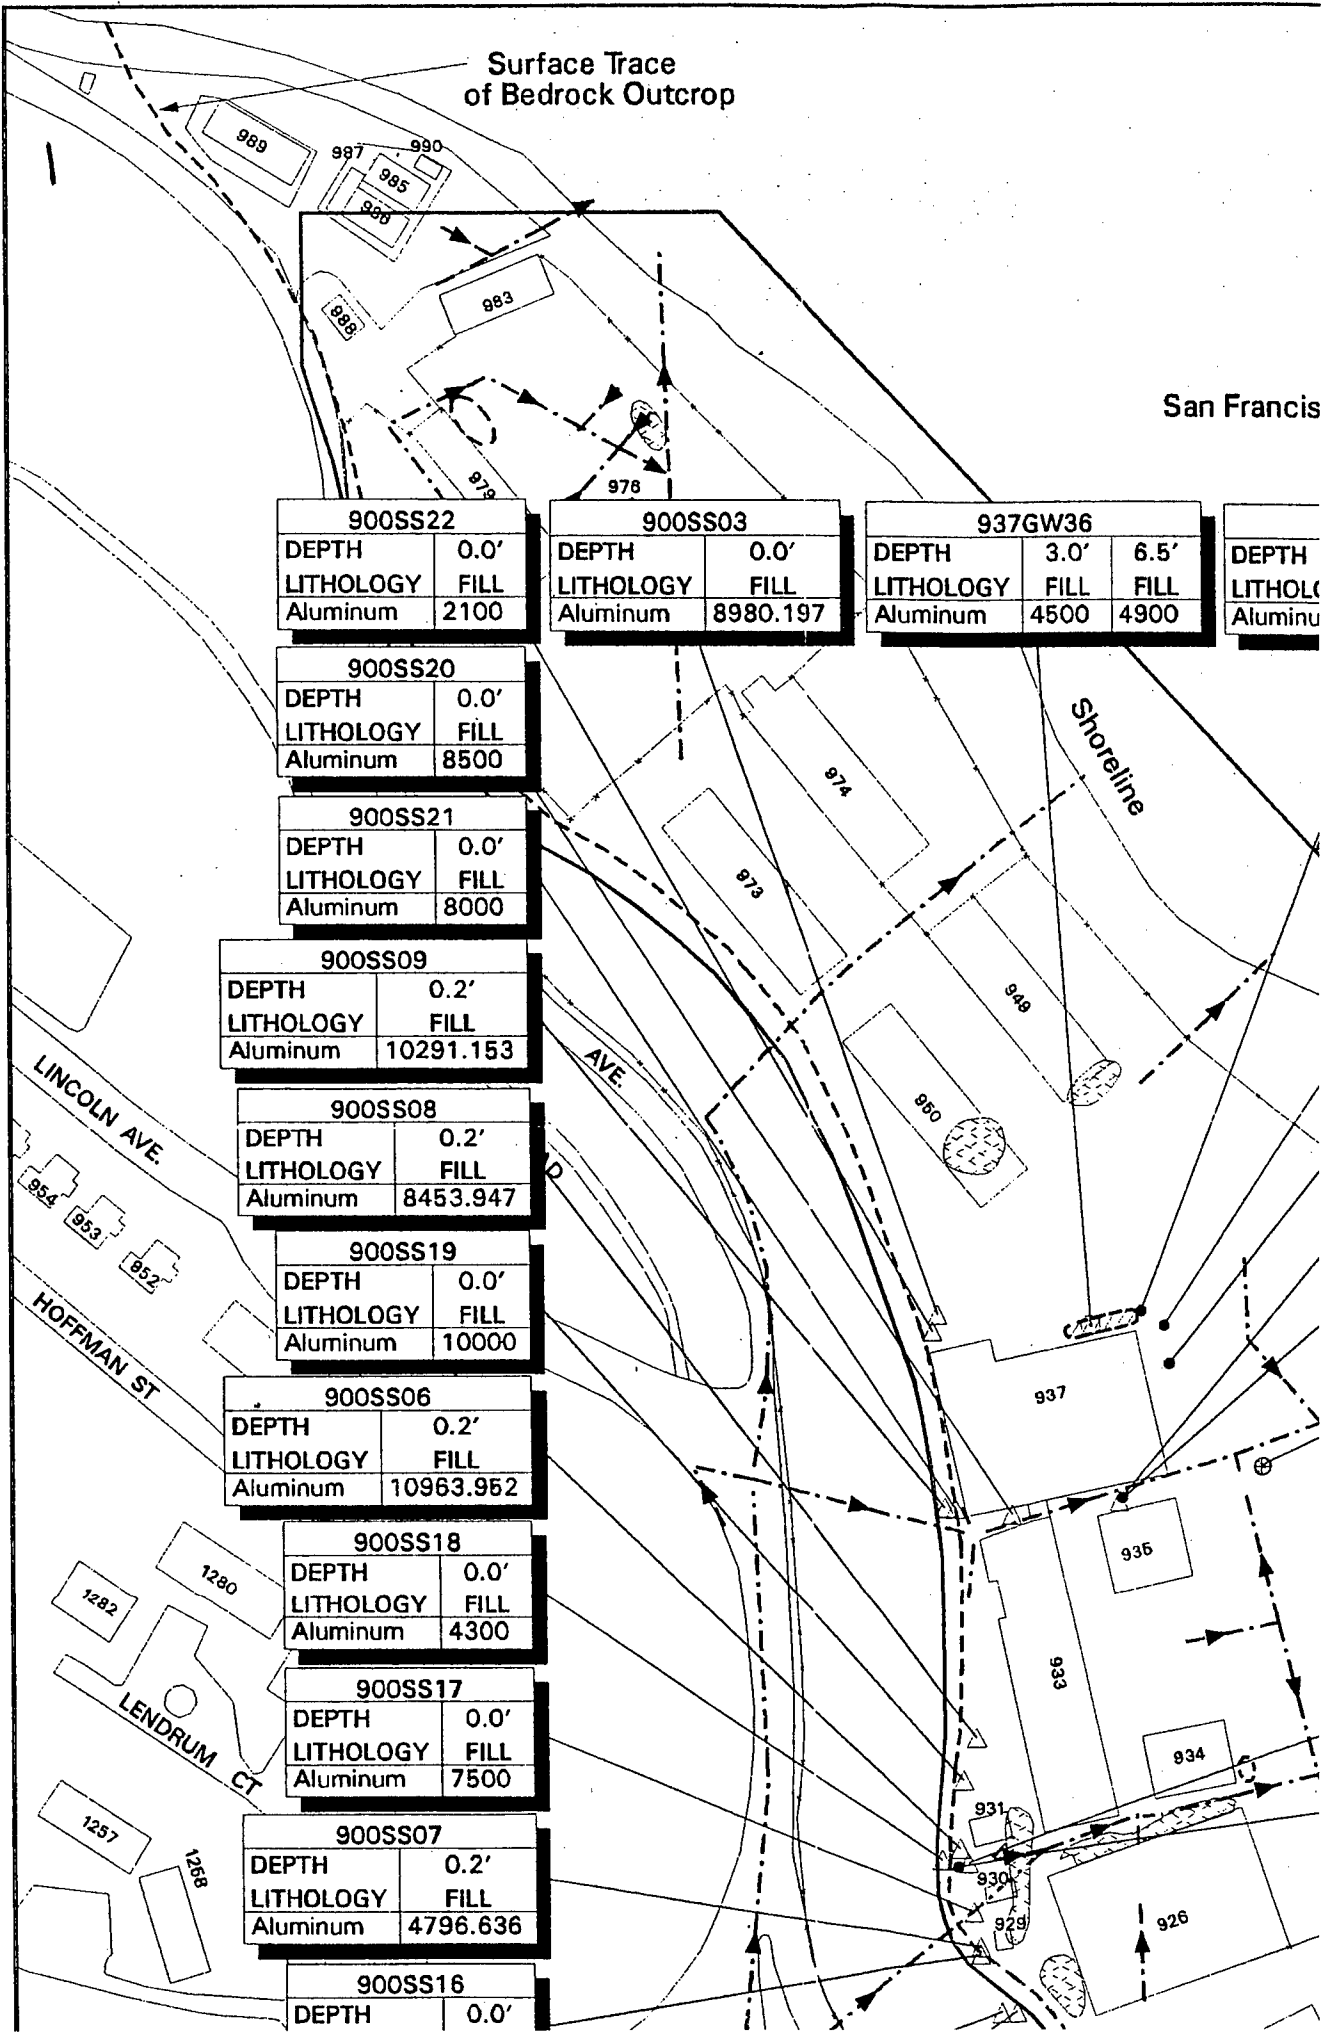 Surface Trace
of Bedrock Outcrop
989
987
990
985
986
983
988
San Francis
979
976
900SS22
DEPTH 0.0'
LITHOLOGY FILL
Aluminum 2100
900SS03
DEPTH 0.0'
LITHOLOGY FILL
Aluminum 8980.197
937GW36
DEPTH 3.0' 6.5'
LITHOLOGY FILL FILL
Aluminum 4500 4900
DEPTH
900SS20
DEPTH 0.0'
LITHOLOGY FILL
Aluminum 8500
Shoreline
974
900SS21
DEPTH 0.0'
LITHOLOGY FILL
Aluminum 8000
973
900SS09
DEPTH 0.2'
LITHOLOGY FILL
Aluminum 10291.153
949
LINCOLN AVE.
AVE.
950
900SS08
DEPTH 0.2'
LITHOLOGY FILL
Aluminum 8453.947
D
954
953
952
900SS19
DEPTH 0.0'
LITHOLOGY FILL
Aluminum 10000
HOFFMAN ST
937
900SS06
DEPTH 0.2'
LITHOLOGY FILL
Aluminum 10963.952
900SS18
DEPTH 0.0'
LITHOLOGY FILL
Aluminum 4300
935
1280
1282
933
900SS17
DEPTH 0.0'
LITHOLOGY FILL
Aluminum 7500
LENDRUM CT
934
931
1257
1258
900SS07
DEPTH 0.2'
LITHOLOGY FILL
Aluminum 4796.636
930
929
926
900SS16
DEPTH 0.0'